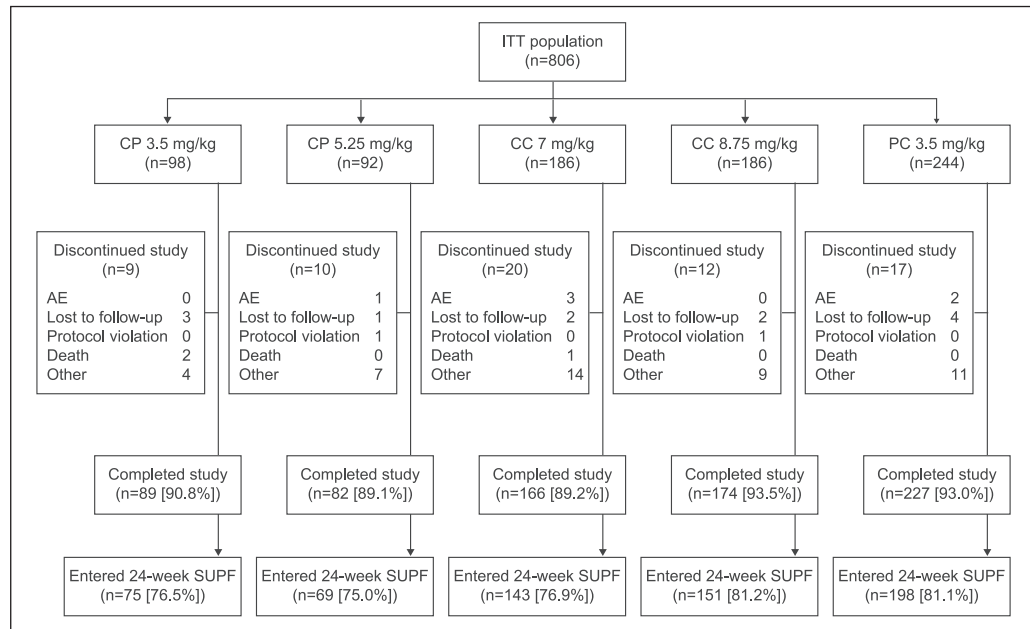 ITT population
(n=806)
CP 3.5 mg/kg
(n=98)
CP 5.25 mg/kg
(n=92)
CC 7 mg/kg
(n=186)
CC 8.75 mg/kg
(n=186)
PC 3.5 mg/kg
(n=244)
Discontinued study
(n=9)
AE 0
Lost to follow-up 3
Protocol violation 0
Death 2
Other 4
Discontinued study
(n=10)
AE 1
Lost to follow-up 1
Protocol violation 1
Death 0
Other 7
Discontinued study
(n=20)
AE 3
Lost to follow-up 2
Protocol violation 0
Death 1
Other 14
Discontinued study
(n=12)
AE 0
Lost to follow-up 2
Protocol violation 1
Death 0
Other 9
Discontinued study
(n=17)
AE 2
Lost to follow-up 4
Protocol violation 0
Death 0
Other 11
Completed study
(n=89 [90.8%])
Completed study
(n=82 [89.1%])
Completed study
(n=166 [89.2%])
Completed study
(n=174 [93.5%])
Completed study
(n=227 [93.0%])
Entered 24-week SUPF
(n=75 [76.5%])
Entered 24-week SUPF
(n=69 [75.0%])
Entered 24-week SUPF
(n=143 [76.9%])
Entered 24-week SUPF
(n=151 [81.2%])
Entered 24-week SUPF
(n=198 [81.1%])